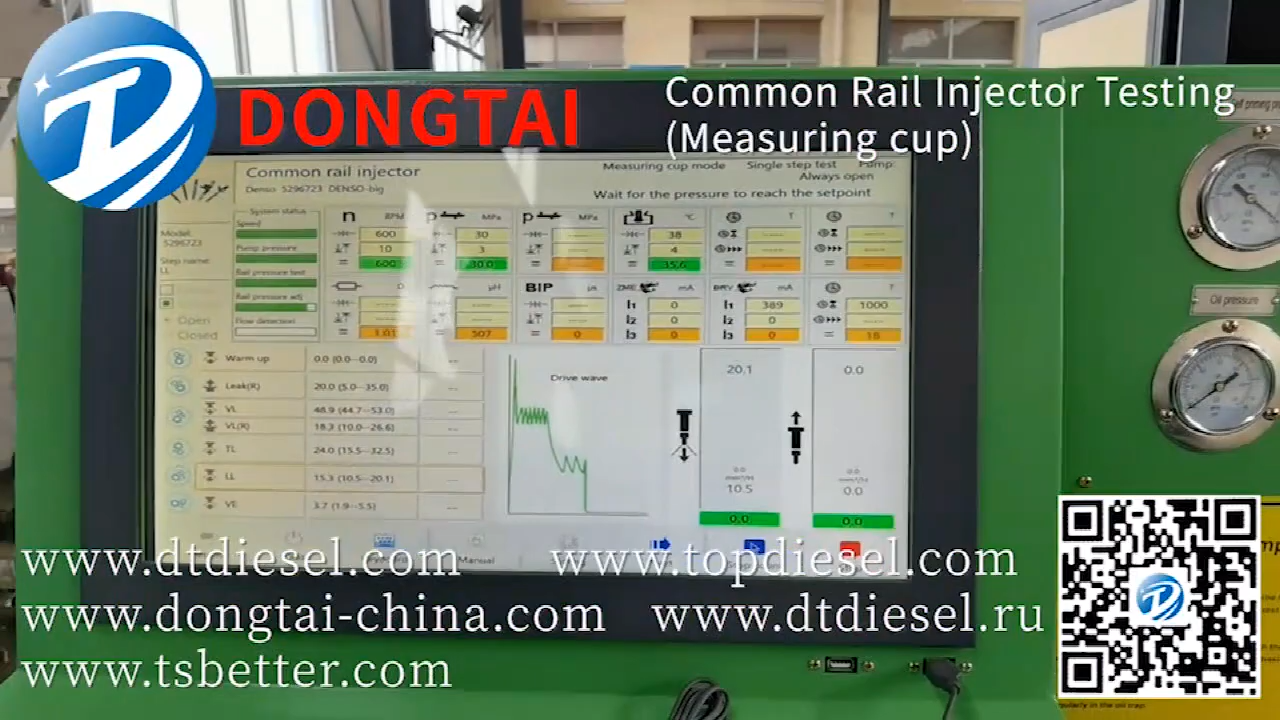 DONGTAI
Common Rail Injector Testing
(Measuring cup)
Common rail injector
Denso 5296723 DENSO-big
Measuring cup mode Single step test Pump:
Always open
Wait for the pressure to reach the setpoint
Model:
5296723
Step name:
LL
Open
Closed
System status
Speed
Pump pressure
Rail pressure test
Rail pressure adj
Flow detection
n RPM P MPa P MPa °C T T
600 30 38
10 3 4
600 30.0 35.6
μH BIP μs ZME mA BRV mA T
I1 0 I1 389 1000
I2 0 I2 0
507 0 I3 0 I3 0 16
Warm up 0.0 (0.0--0.0) ---
Leak(R) 20.0 (5.0--35.0) ---
VL 48.9 (44.7--53.0) ---
VL(R) 18.3 (10.0--26.6) ---
TL 24.0 (15.5--32.5) ---
LL 15.3 (10.5--20.1) ---
VE 3.7 (1.9--5.5) ---
Drive wave
20.1 0.0
0.0 0.0
mm³/H mm³/H
10.5 0.0
0.0 0.0
Manual
Oil pressure
www.dtdiesel.com www.topdiesel.com
www.dongtai-china.com www.dtdiesel.ru
www.tsbetter.com